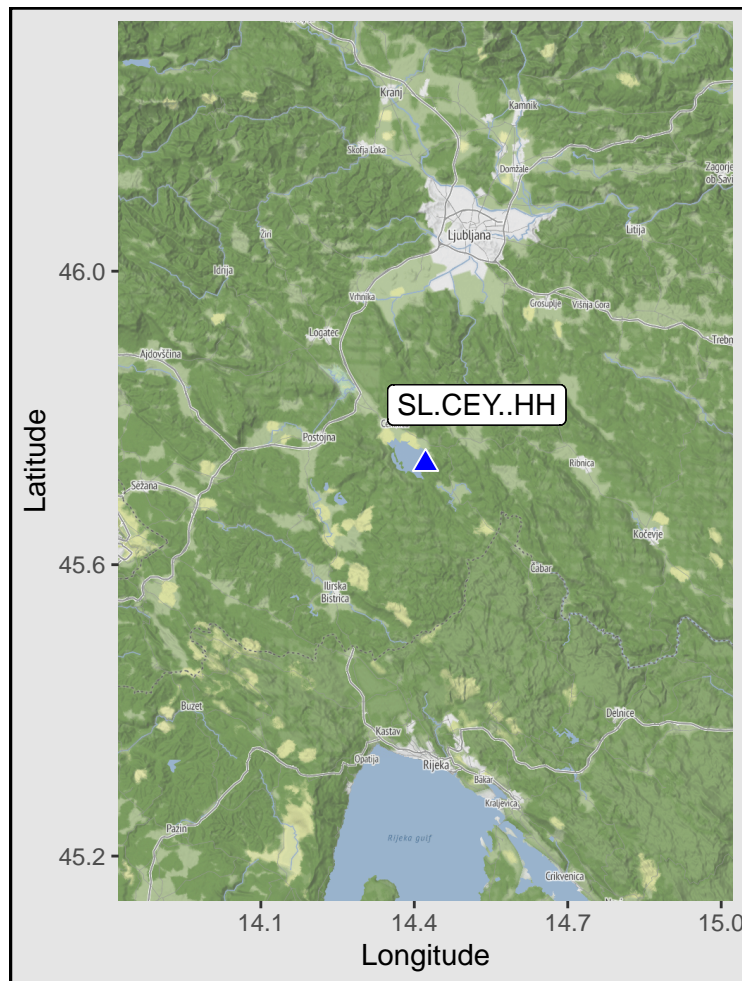 Kranj
Kamnik
Škofja Loka
Domžale
Zagorje
ob Savi
Ljubljana
Litija
Žiri
Idrija
46.0
Vrhnika
Grosuplje
Višnja Gora
Logatec
Trebn
Ajdovščina
SL.CEY..HH
Postojna
Ribnica
Sežana
Kočevje
45.6
Čabar
Ilirska
Bistrica
Buzet
Delnice
Kastav
Opatija
Rijeka
Bakar
Kraljevica
Pazin
Rijeka gulf
45.2
Crikvenica
14.1
14.4
14.7
15.0
Longitude
Latitude